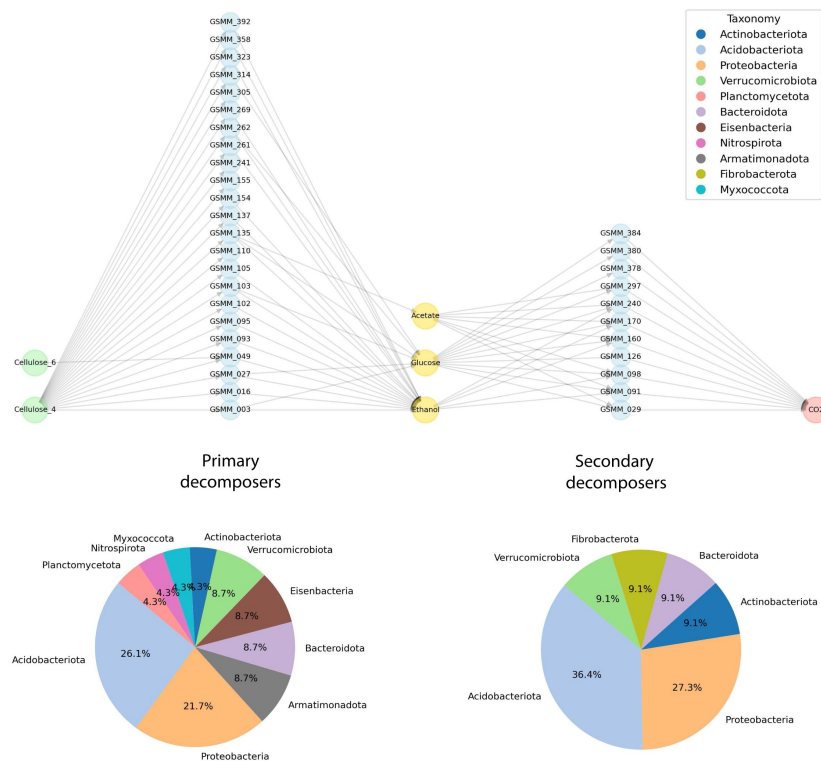 Taxonomy
Actinobacteriota
Acidobacteriota
Proteobacteria
Verrucomicrobiota
Planctomycetota
Bacteroidota
Eisenbacteria
Nitrospirota
Armatimonadota
Fibrobacterota
Myxococcota
GSMM_392
GSMM_358
GSMM_323
GSMM_314
GSMM_305
GSMM_269
GSMM_262
GSMM_261
GSMM_241
GSMM_155
GSMM_154
GSMM_137
GSMM_135
GSMM_110
GSMM_105
GSMM_103
GSMM_102
GSMM_095
GSMM_093
GSMM_049
GSMM_027
GSMM_016
GSMM_003
Cellulose_6
Cellulose_4
Acetate
Glucose
Ethanol
GSMM_384
GSMM_380
GSMM_378
GSMM_297
GSMM_240
GSMM_170
GSMM_160
GSMM_126
GSMM_098
GSMM_091
GSMM_029
CO2
Primary
decomposers
Secondary
decomposers
Actinobacteriota
4.3%
Verrucomicrobiota
8.7%
Eisenbacteria
8.7%
Bacteroidota
8.7%
Armatimonadota
8.7%
Proteobacteria
21.7%
Acidobacteriota
26.1%
Planctomycetota
4.3%
Nitrospirota
4.3%
Myxococcota
4.3%
Fibrobacterota
9.1%
Bacteroidota
9.1%
Actinobacteriota
9.1%
Proteobacteria
27.3%
Acidobacteriota
36.4%
Verrucomicrobiota
9.1%